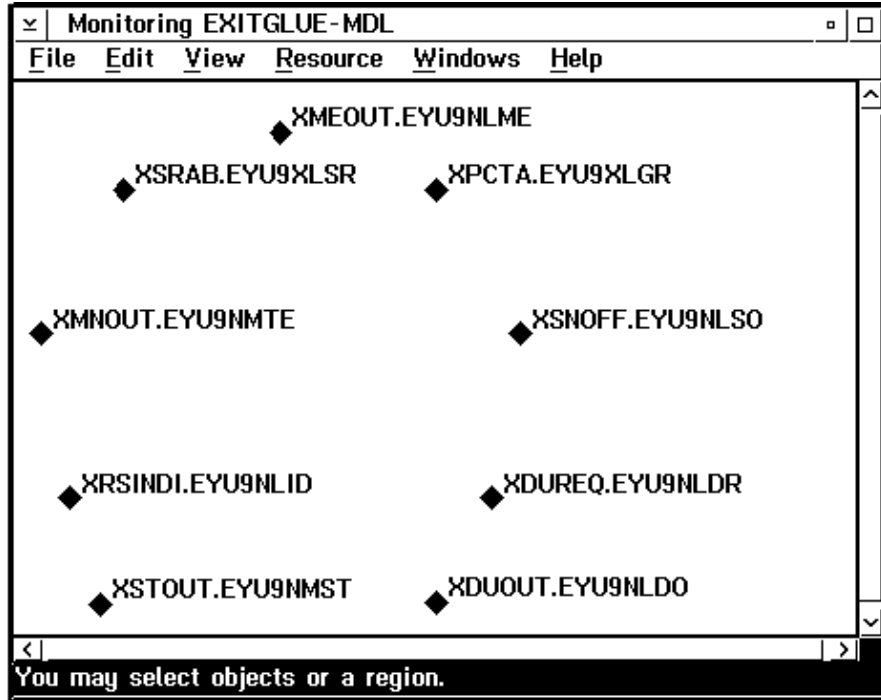 Monitoring EXITGLUE-MDL
File Edit View Resource Windows Help
XMEOUT.EYU9NLME
XSRAB.EYU9XLSR XPCTA.EYU9XLGR
XMNOUT.EYU9NMTE XSNOFF.EYU9NLSO
XRSINDI.EYU9NLID XDUREQ.EYU9NLDR
XSTOUT.EYU9NMST XDUOUT.EYU9NLDO
You may select objects or a region.